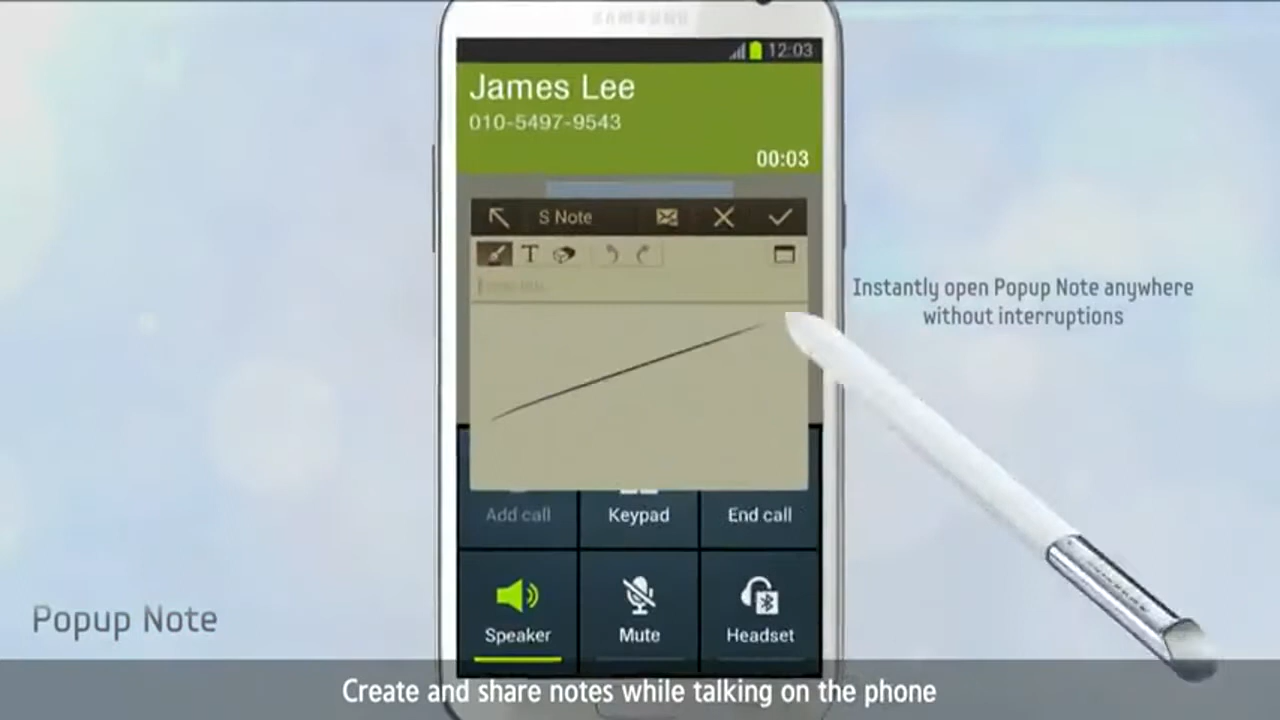 SAMSUNG
12:03
James Lee
010-5497-9543
00:03
S Note
T
Instantly open Popup Note anywhere
without interruptions
Add call
Keypad
End call
Speaker
Mute
Headset
Popup Note
Create and share notes while talking on the phone